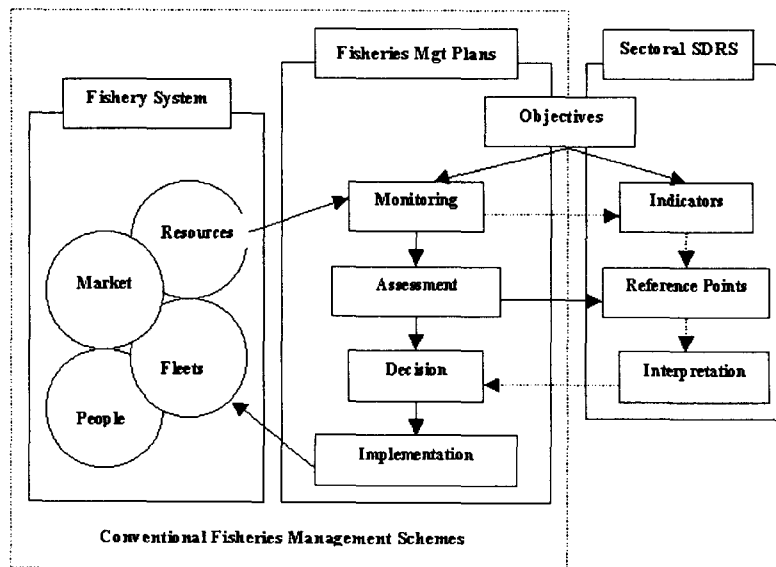 Fisheries Mgt Plans
Sectoral SDRS
Fishery System
Objectives
Resources
Monitoring
Indicators
Market
Assessment
Reference Points
Fleets
Decision
Interpretation
People
Implementation
Conventional Fisheries Management Schemes